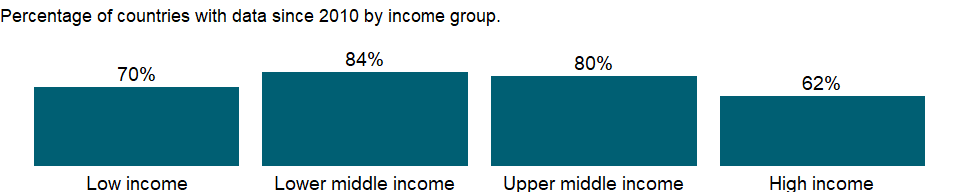 Percentage of countries with data since 2010 by income group.
70%
84%
80%
62%
Low income
Lower middle income
Upper middle income
High income